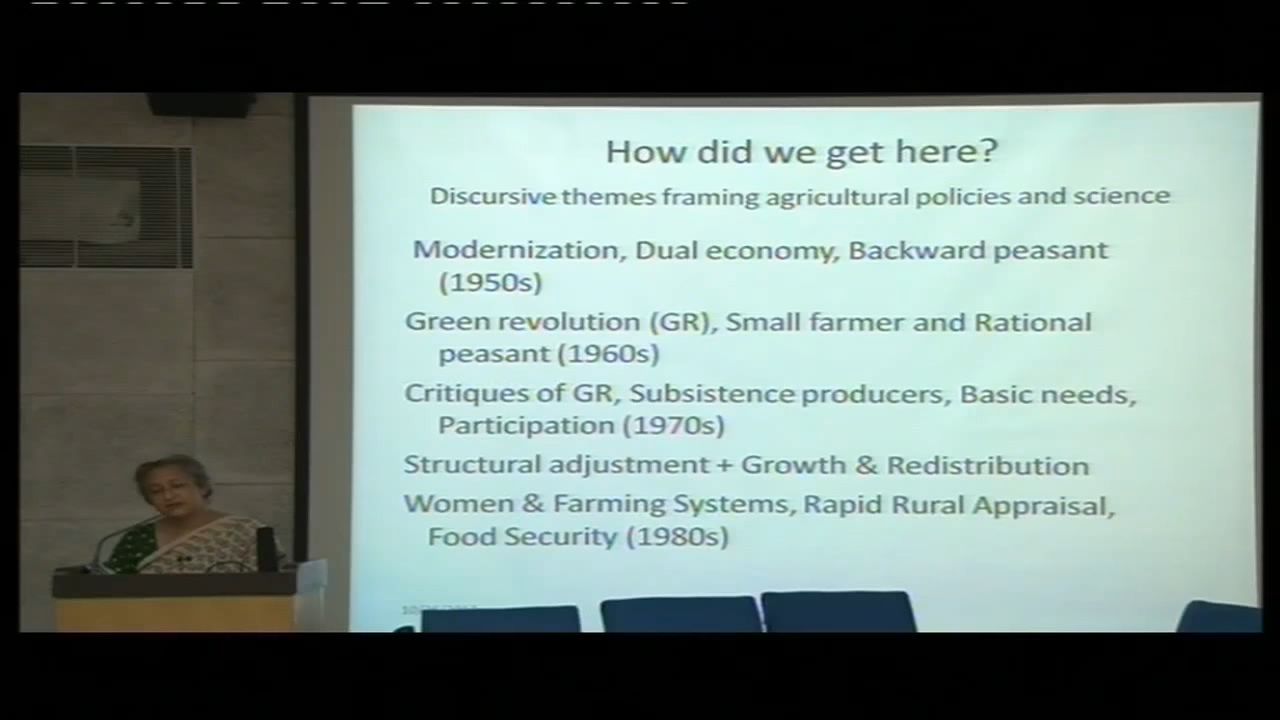 How did we get here?
Discursive themes framing agricultural policies and science
Modernization, Dual economy, Backward peasant
(1950s)
Green revolution (GR), Small farmer and Rational
peasant (1960s)
Critiques of GR, Subsistence producers, Basic needs,
Participation (1970s)
Structural adjustment + Growth & Redistribution
Women & Farming Systems, Rapid Rural Appraisal,
Food Security (1980s)